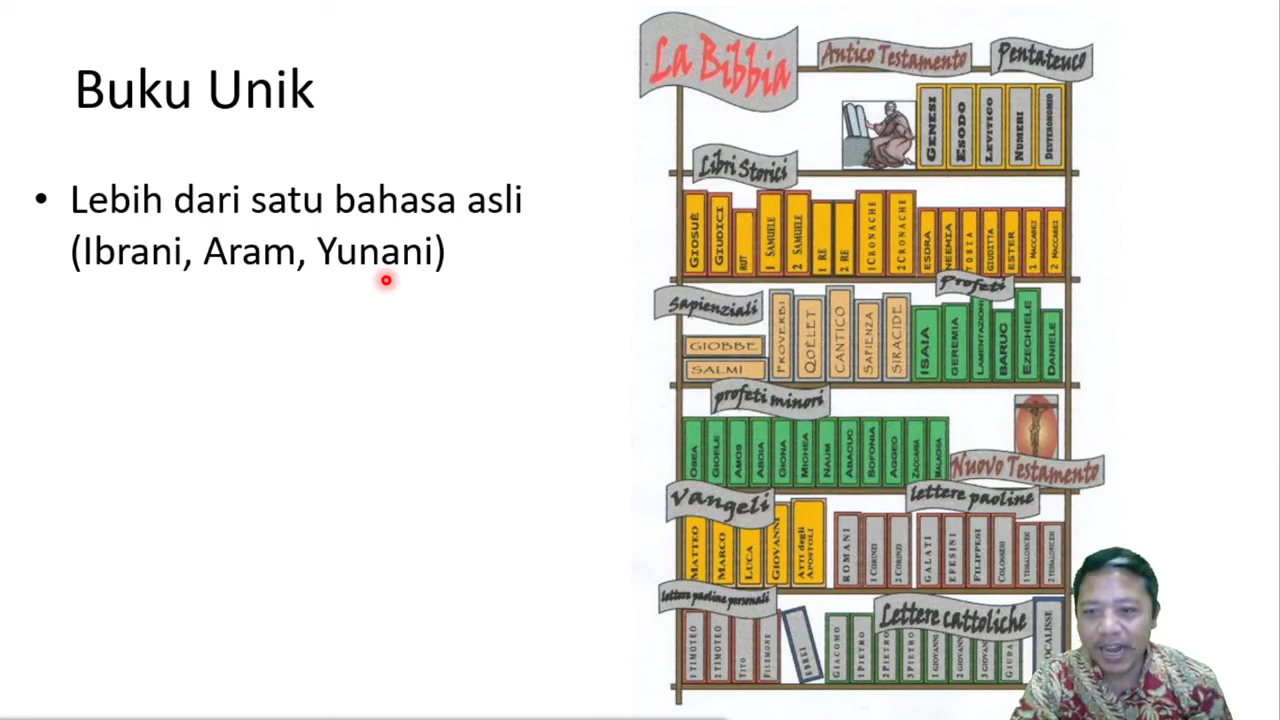 Buku Unik
• Lebih dari satu bahasa asli
(Ibrani, Aram, Yunani)
La Bibbia
Antico Testamento
Pentateuco
GENESI
ESODO
LEVITICO
NUMERI
DEUTERONOMIO
Libri Storici
GIOSUÈ
GIUDICI
RUT
1 SAMUELE
2 SAMUELE
1 RE
2 RE
1 CRONACHE
2 CRONACHE
ESDRA
NEEMIA
TOBIA
GIUDITTA
ESTER
1 MACCABEI
2 MACCABEI
Sapienziali
Profeti
GIOBBE
SALMI
PROVERBI
QOÈLET
CANTICO
SAPIENZA
SIRACIDE
ISAIA
GEREMIA
LAMENTAZIONI
BARUC
EZECHIELE
DANIELE
profeti minori
OSEA
GIOELE
AMOS
ABDIA
GIONA
MICHEA
NAUM
ABACUC
SOFONIA
AGGEO
ZACCARIA
MALACHIA
Nuovo Testamento
Vangeli
lettere paoline
MATTEO
MARCO
LUCA
GIOVANNI
ATTI degli
APOSTOLI
ROMANI
1 CORINZI
2 CORINZI
GALATI
EFESINI
FILIPPESI
COLOSSESI
1 TESSALONICESI
2 TESSALONICESI
lettere paoline personali
Lettere cattoliche
1 TIMOTEO
2 TIMOTEO
TITO
FILEMONE
EBREI
GIACOMO
1 PIETRO
2 PIETRO
3 PIETRO
1 GIOVANNI
2 GIOVAN
3 GIOVAN
GIUDA
OCALISSE